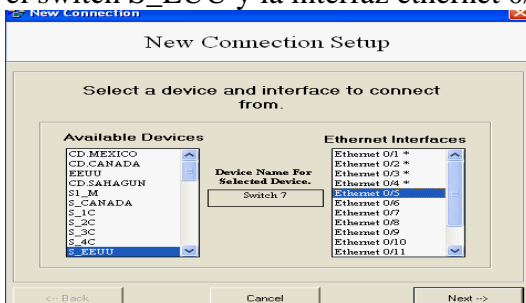 el switch S_EEUU y la interfaz ethernet 0/
New Connection
New Connection Setup
Select a device and interface to connect
from.
Available Devices
Ethernet Interfaces
CD.MEXICO
CD.CANADA
EEUU
CD.SAHAGUN
S1_M
S_CANADA
S_1C
S_2C
S_3C
S_4C
S_EEUU
Device Name For
Selected Device.
Switch 7
Ethernet 0/1 *
Ethernet 0/2 *
Ethernet 0/3 *
Ethernet 0/4 *
Ethernet 0/5
Ethernet 0/6
Ethernet 0/7
Ethernet 0/8
Ethernet 0/9
Ethernet 0/10
Ethernet 0/11
<-- Back
Cancel
Next -->